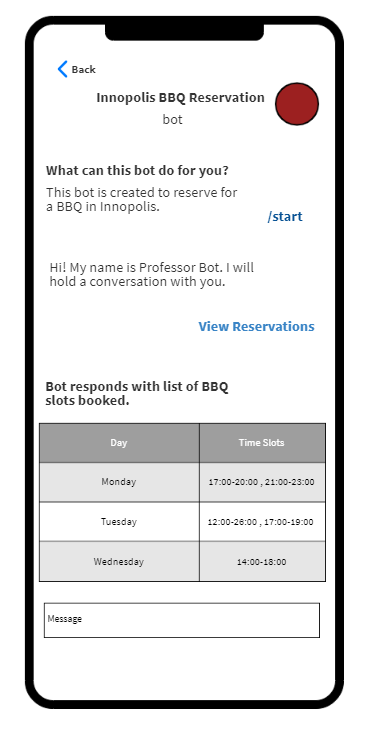 Back
Innopolis BBQ Reservation
bot
What can this bot do for you?
This bot is created to reserve for
a BBQ in Innopolis.
/start
Hi! My name is Professor Bot. I will
hold a conversation with you.
View Reservations
Bot responds with list of BBQ
slots booked.
Day Time Slots
Monday 17:00-20:00 , 21:00-23:00
Tuesday 12:00-26:00 , 17:00-19:00
Wednesday 14:00-18:00
Message